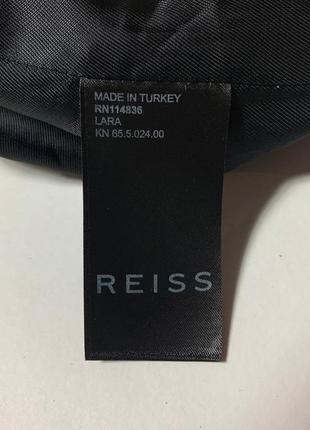 MADE IN TURKEY
RN114836
LARA
KN 65.5.024.00
REISS